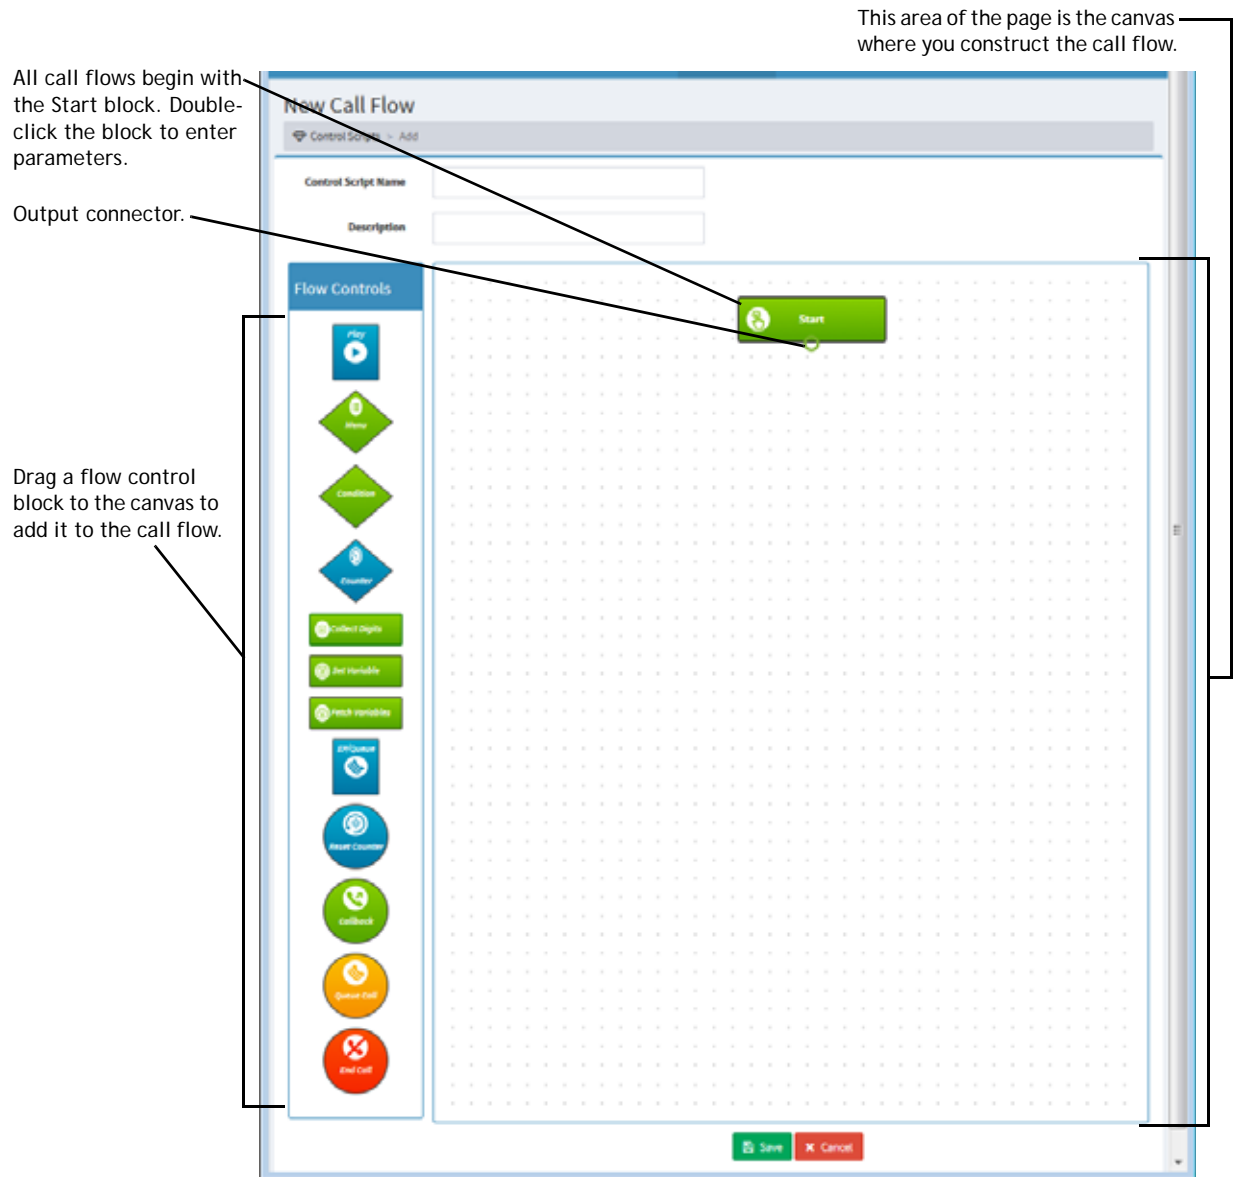 This area of the page is the canvas
where you construct the call flow.
All call flows begin with
the Start block. Double-
click the block to enter
parameters.
New Call Flow
Control Scripts > Add
Control Script Name
Output connector.
Description
Flow Controls
Start
Play
Menu
Drag a flow control
block to the canvas to
add it to the call flow.
Condition
Counter
Collect Digits
Set Variable
Fetch Variables
EP/Queue
Reset Counter
Callback
Queue Call
End Call
Save
Cancel